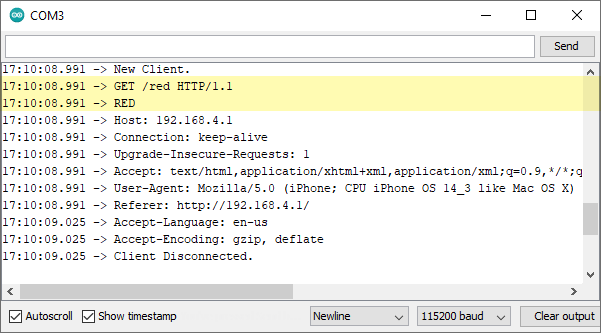 COM3
Send
17:10:08.991 -> New Client.
17:10:08.991 -> GET /red HTTP/1.1
17:10:08.991 -> RED
17:10:08.991 -> Host: 192.168.4.1
17:10:08.991 -> Connection: keep-alive
17:10:08.991 -> Upgrade-Insecure-Requests: 1
17:10:08.991 -> Accept: text/html,application/xhtml+xml,application/xml;q=0.9,*/*;q
17:10:08.991 -> User-Agent: Mozilla/5.0 (iPhone; CPU iPhone OS 14_3 like Mac OS X)
17:10:08.991 -> Referer: http://192.168.4.1/
17:10:09.025 -> Accept-Language: en-us
17:10:09.025 -> Accept-Encoding: gzip, deflate
17:10:09.025 -> Client Disconnected.
Autoscroll Show timestamp Newline 115200 baud Clear output